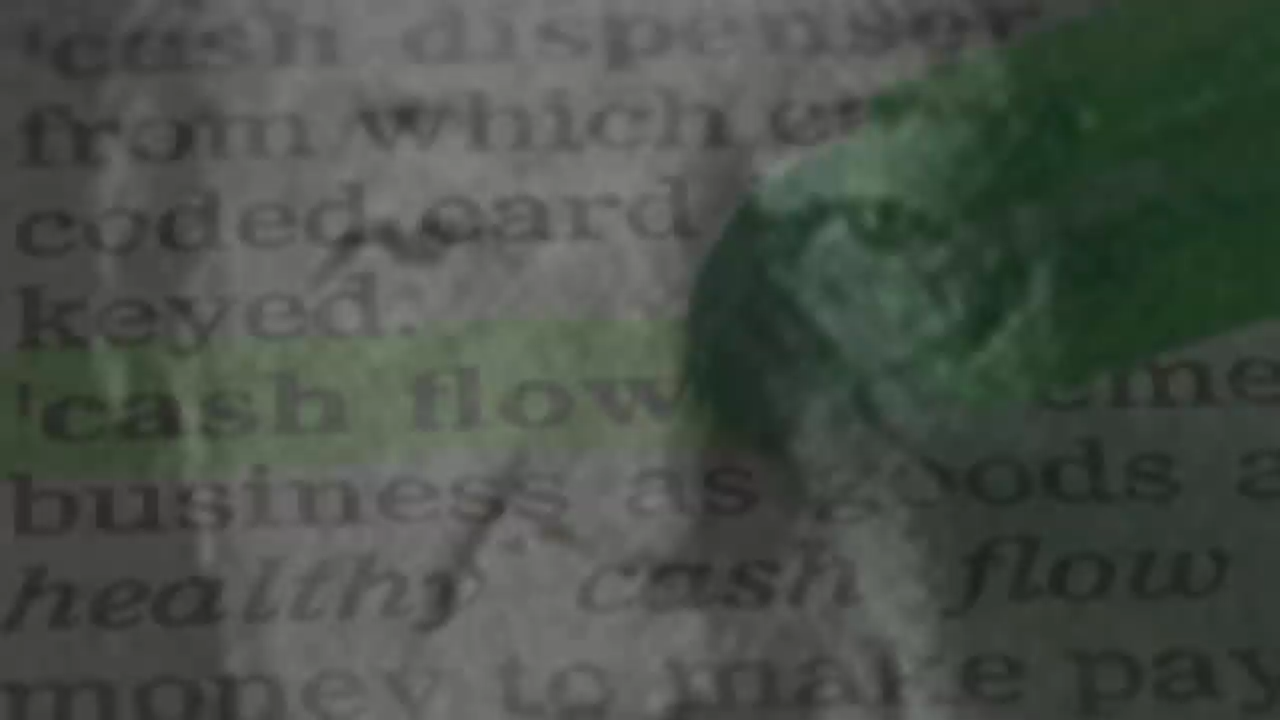 'cash dispenser
from which
coded card
keyed.
'cash flow
business as goods
healthy cash flow
money to make pay